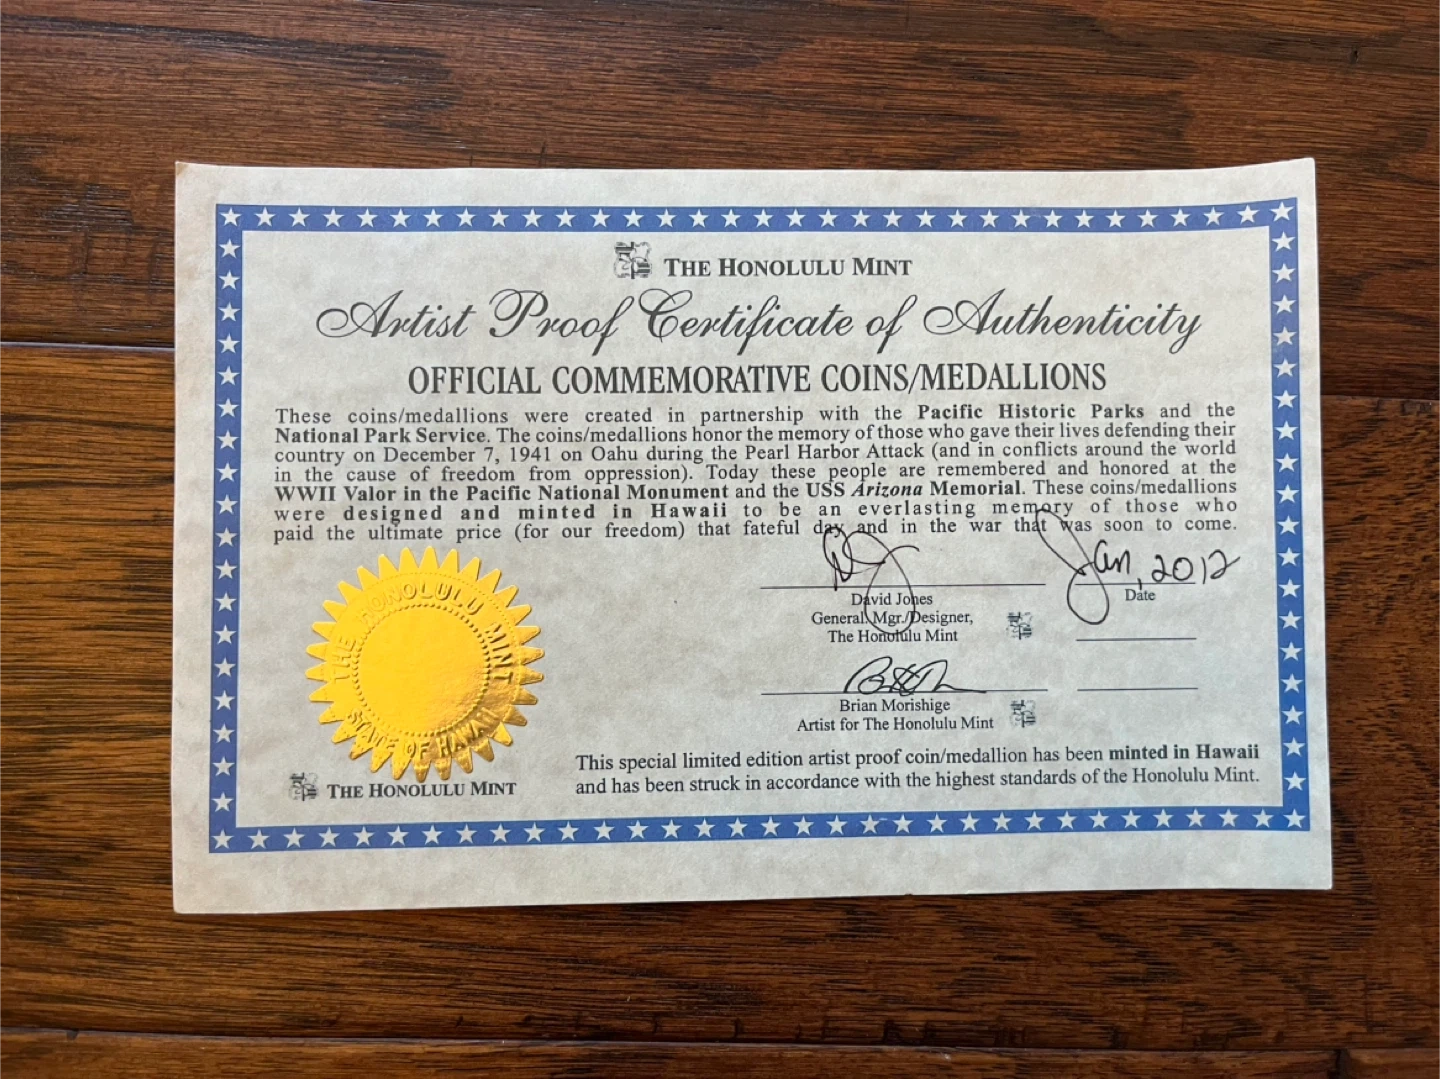 THE HONOLULU MINT
Artist Proof Certificate of Authenticity
OFFICIAL COMMEMORATIVE COINS/MEDALLIONS
These coins/medallions were created in partnership with the Pacific Historic Parks and the
National Park Service. The coins/medallions honor the memory of those who gave their lives defending their
country on December 7, 1941 on Oahu during the Pearl Harbor Attack (and in conflicts around the world
in the cause of freedom from oppression). Today these people are remembered and honored at the
WWII Valor in the Pacific National Monument and the USS Arizona Memorial. These coins/medallions
were designed and minted in Hawaii to be an everlasting memory of those who
paid the ultimate price (for our freedom) that fateful day and in the war that was soon to come.
Jan, 2012
David Jones
Date
General Mgr./Designer,
The Honolulu Mint
Brian Morishige
Artist for The Honolulu Mint
THE HONOLULU MINT
STATE OF HAWAII
THE HONOLULU MINT
This special limited edition artist proof coin/medallion has been minted in Hawaii
and has been struck in accordance with the highest standards of the Honolulu Mint.